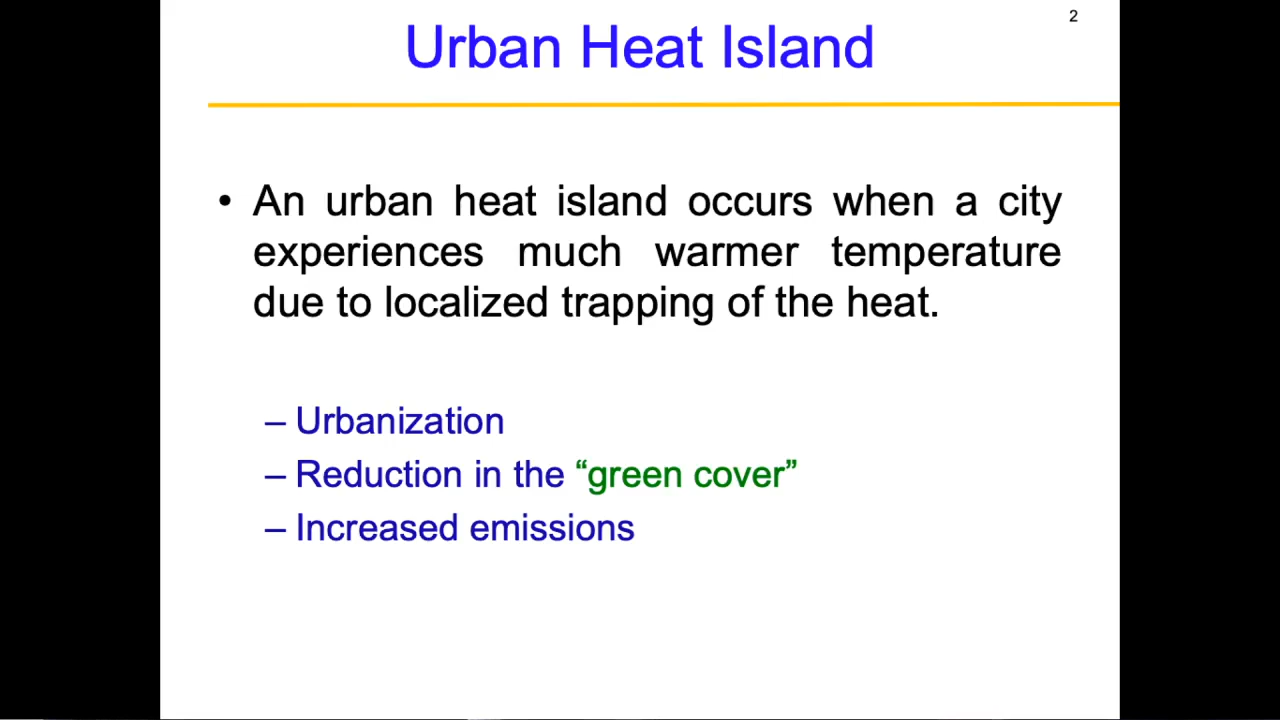 2
Urban Heat Island
• An urban heat island occurs when a city
experiences much warmer temperature
due to localized trapping of the heat.
– Urbanization
– Reduction in the “green cover”
– Increased emissions